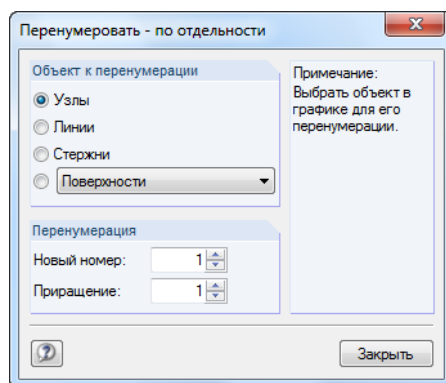 Перенумеровать - по отдельности
Объект к перенумерации
Узлы
Линии
Стержни
Поверхности
Примечание:
Выбрать объект в
графике для его
перенумерации.
Перенумерация
Новый номер: 1
Приращение: 1
Закрыть